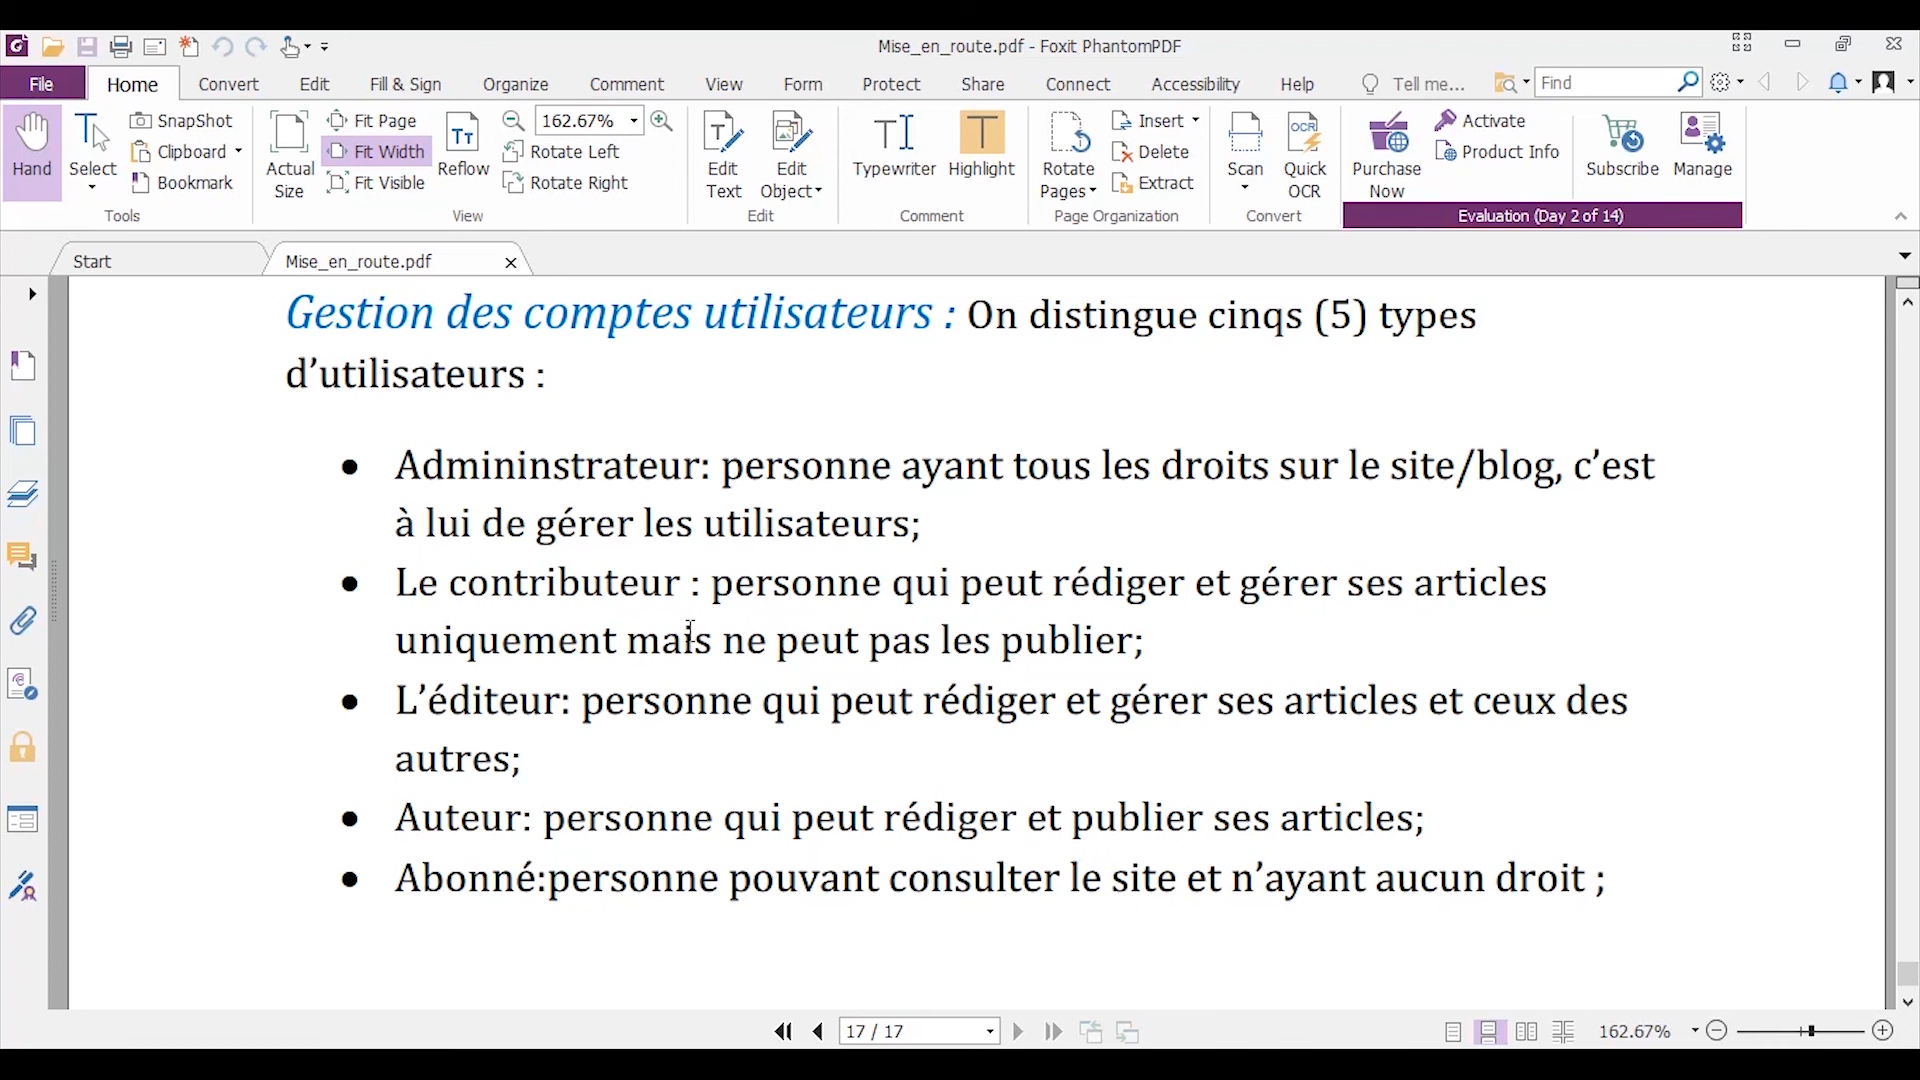 Mise_en_route.pdf - Foxit PhantomPDF
File Home Convert Edit Fill & Sign Organize Comment View Form Protect Share Connect Accessibility Help Tell me... Find
Hand
Select
SnapShot
Clipboard
Bookmark
Tools
Actual
Size
Fit Page
Fit Width
Fit Visible
Reflow
162.67%
Rotate Left
Rotate Right
View
Edit
Text
Edit
Object
Edit
Typewriter
Highlight
Comment
Rotate
Pages
Insert
Delete
Extract
Page Organization
Scan
Quick
OCR
Convert
Purchase
Now
Activate
Product Info
Subscribe
Manage
Evaluation (Day 2 of 14)
Start
Mise_en_route.pdf
Gestion des comptes utilisateurs : On distingue cinqs (5) types
d’utilisateurs :
• Admininstrateur: personne ayant tous les droits sur le site/blog, c’est
à lui de gérer les utilisateurs;
• Le contributeur : personne qui peut rédiger et gérer ses articles
uniquement mais ne peut pas les publier;
• L’éditeur: personne qui peut rédiger et gérer ses articles et ceux des
autres;
• Auteur: personne qui peut rédiger et publier ses articles;
• Abonné:personne pouvant consulter le site et n’ayant aucun droit ;
17 / 17
162.67%